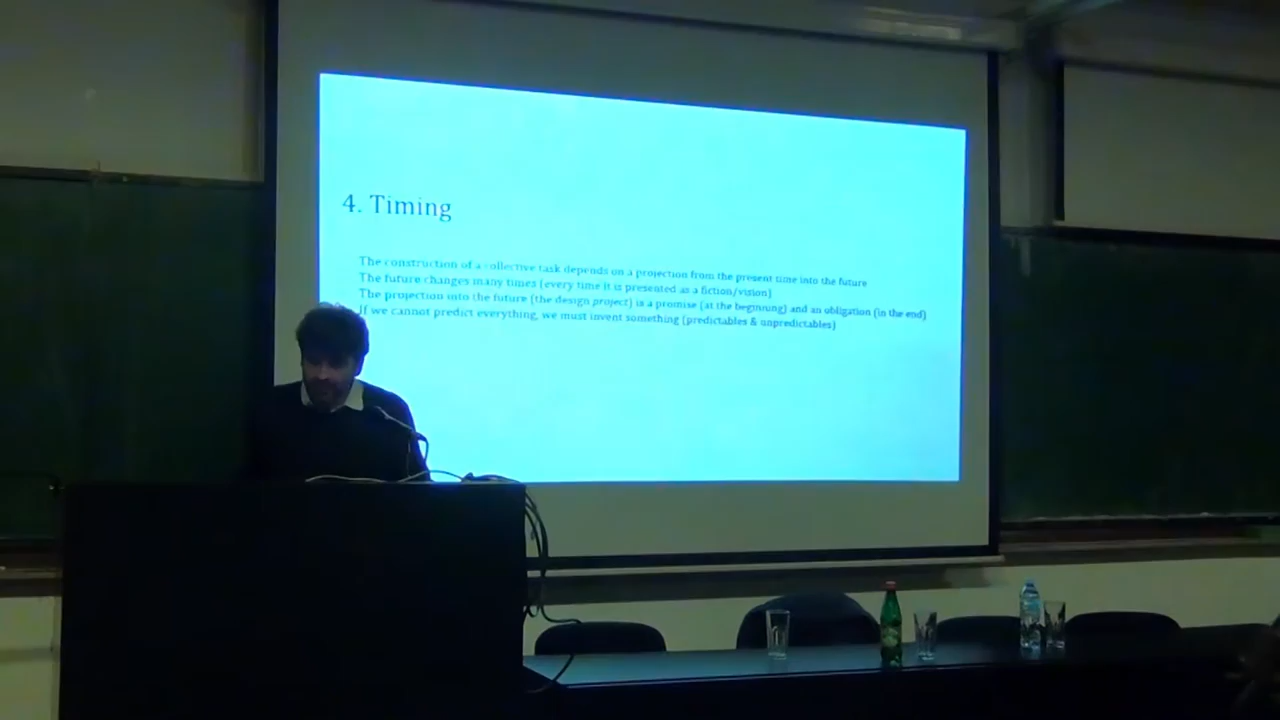 4. Timing
The construction of a collective task depends on a projection from the present time into the future
The future changes many times (every time it is presented as a fiction/vision)
The projection into the future (the design project) is a promise (at the beginning) and an obligation (in the end)
If we cannot predict everything, we must invent something (predictables & unpredictables)